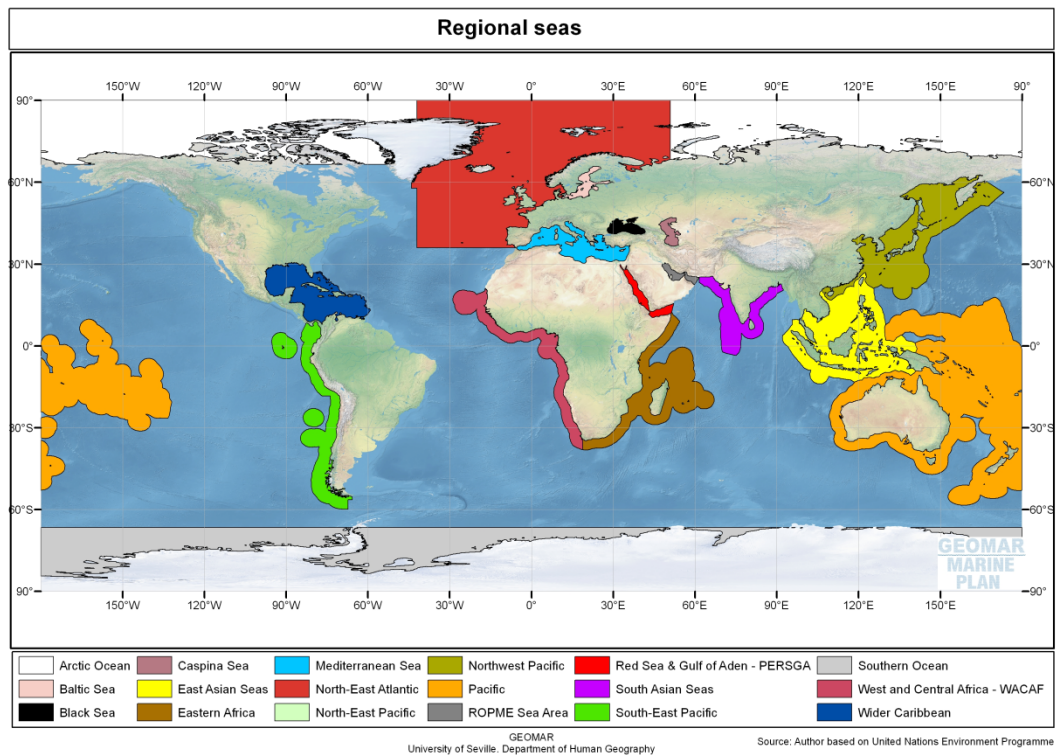 Regional seas
150°W 120°W 90°W 60°W 30°W 0° 30°E 60°E 90°E 120°E 150°E 90°
90° 90°
60°N 60°N
30°N 30°N
0° 0°
30°S 30°S
60°S 60°S
GEOMAR
MARINE
PLAN
90° 90°
150°W 120°W 90°W 60°W 30°W 0° 30°E 60°E 90°E 120°E 150°E
Arctic Ocean Caspina Sea Mediterranean Sea Northwest Pacific Red Sea & Gulf of Aden - PERSGA Southern Ocean
Baltic Sea East Asian Seas North-East Atlantic Pacific South Asian Seas West and Central Africa - WACAF
Black Sea Eastern Africa North-East Pacific ROPME Sea Area South-East Pacific Wider Caribbean
GEOMAR
University of Seville. Department of Human Geography
Source: Author based on United Nations Environment Programme